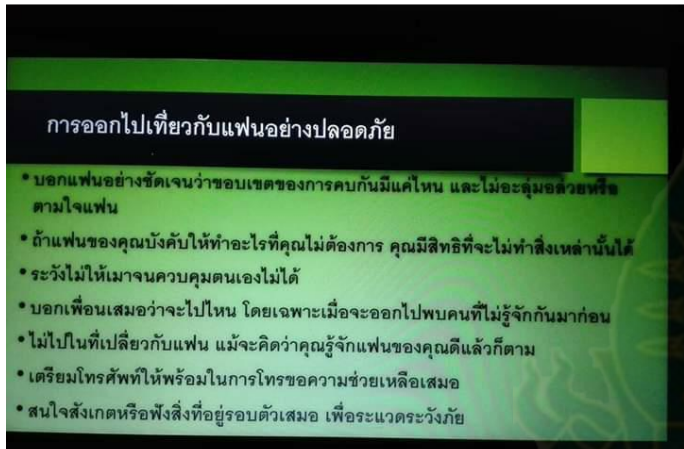 การออกไปเที่ยวกับแฟนอย่างปลอดภัย
• บอกแฟนอย่างชัดเจนว่าขอบเขตของการคบกันมีแค่ไหน และไม่อะลุ่มอล่วยหรือ
ตามใจแฟน
• ถ้าแฟนของคุณบังคับให้ทำอะไรที่คุณไม่ต้องการ คุณมีสิทธิที่จะไม่ทำสิ่งเหล่านั้นได้
• ระวังไม่ให้เมาจนควบคุมตนเองไม่ได้
• บอกเพื่อนเสมอว่าจะไปไหน โดยเฉพาะเมื่อจะออกไปพบคนที่ไม่รู้จักกันมาก่อน
• ไม่ไปในที่เปลี่ยวกับแฟน แม้จะคิดว่าคุณรู้จักแฟนของคุณดีแล้วก็ตาม
• เตรียมโทรศัพท์ให้พร้อมในการโทรขอความช่วยเหลือเสมอ
• สนใจสังเกตหรือฟังสิ่งที่อยู่รอบตัวเสมอ เพื่อระแวดระวังภัย